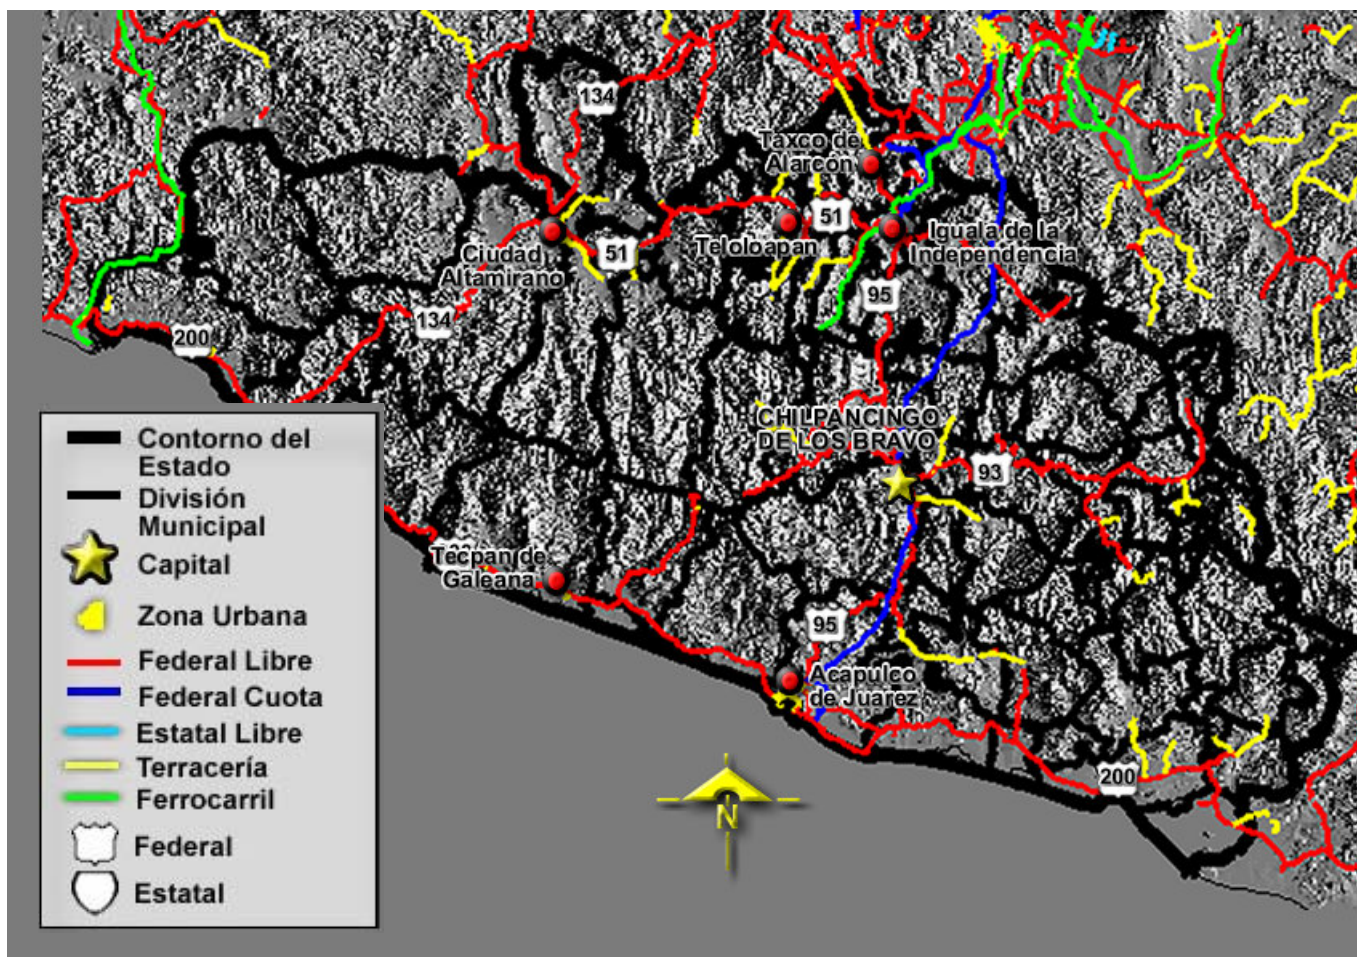 134
Taxco de
Alarcón
51
Teloloapan
Iguala de la
Independencia
Ciudad
Altamirano
51
95
134
200
CHILPANCINGO
DE LOS BRAVO
93
Tecpan de
Galeana
95
Acapulco
de Juarez
200
N
Contorno del
Estado
División
Municipal
Capital
Zona Urbana
Federal Libre
Federal Cuota
Estatal Libre
Terracería
Ferrocarril
Federal
Estatal